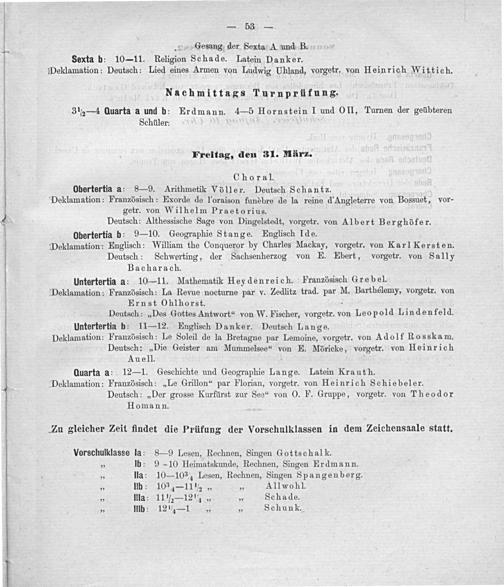 — 53 —
Gesang der Sexta A und B.
Sexta b: 10—11. Religion Schade. Latein Danker.
Deklamation: Deutsch: Lied eines Armen von Ludwig Uhland, vorgetr. von Heinrich Wittich.
Nachmittags Turnprüfung.
3½—4 Quarta a und b: Erdmann. 4—5 Hornstein I und OII, Turnen der geübteren
Schüler.
Freitag, den 31. März.
Choral.
Obertertia a: 8—9. Arithmetik Völler. Deutsch Schantz.
Deklamation: Französisch: Exorde de l'oraison funèbre de la reine d'Angleterre von Bossuet, vor-
getr. von Wilhelm Praetorius.
Deutsch: Althessische Sage von Dingelstedt, vorgetr. von Albert Berghöfer.
Obertertia b: 9—10. Geographie Stange. Englisch Ide.
Deklamation: Englisch: William the Conqueror by Charles Mackay, vorgetr. von Karl Kersten.
Deutsch: Schwerting, der Sachsenherzog von E. Ebert, vorgetr. von Sally
Bacharach.
Untertertia a: 10—11. Mathematik Heydenreich. Französisch Grebel.
Deklamation: Französisch: La Revue nocturne par v. Zedlitz trad. par M. Barthélemy, vorgetr. von
Ernst Ohlhorst.
Deutsch: „Des Gottes Antwort“ von W. Fischer, vorgetr. von Leopold Lindenfeld.
Untertertia b: 11—12. Englisch Danker. Deutsch Lange.
Deklamation: Französisch: Le Soleil de la Bretagne par Lemoine, vorgetr. von Adolf Rosskam.
Deutsch: „Die Geister am Mummelsee“ von E. Möricke, vorgetr. von Heinrich
Auell.
Quarta a: 12—1. Geschichte und Geographie Lange. Latein Krauth.
Deklamation: Französisch: „Le Grillon“ par Florian, vorgetr. von Heinrich Schiebeler.
Deutsch: „Der grosse Kurfürst zur See“ von O. F. Gruppe, vorgetr. von Theodor
Homann.
Zu gleicher Zeit findet die Prüfung der Vorschulklassen in dem Zeichensaale statt.
Vorschulklasse Ia: 8—9 Lesen, Rechnen, Singen Gottschalk.
„ Ib: 9-10 Heimatskunde, Rechnen, Singen Erdmann.
„ IIa: 10—10¾ Lesen, Rechnen, Singen Spangenberg.
„ IIb: 10¾—11½ „ „ Allwohl.
„ IIIa: 11½—12¼ „ „ Schade.
„ IIIb: 12¼—1 „ „ Schunk.